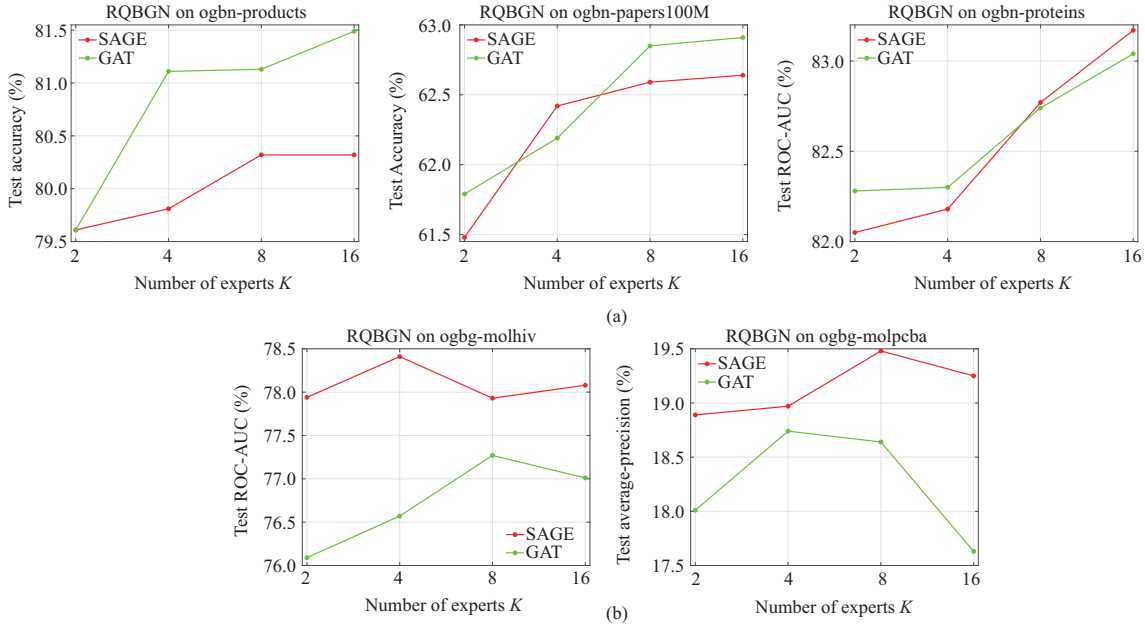 RQBGN on ogbn-products
81.5
81.0
80.5
80.0
79.5
Test accuracy (%)
SAGE
GAT
2
4
8
16
Number of experts K
RQBGN on ogbn-papers100M
63.0
62.5
62.0
61.5
Test Accuracy (%)
SAGE
GAT
2
4
8
16
Number of experts K
RQBGN on ogbn-proteins
83.0
82.5
82.0
Test ROC-AUC (%)
SAGE
GAT
2
4
8
16
Number of experts K
(a)
RQBGN on ogbg-molhiv
78.5
78.0
77.5
77.0
76.5
76.0
Test ROC-AUC (%)
SAGE
GAT
2
4
8
16
Number of experts K
RQBGN on ogbg-molpcba
19.5
19.0
18.5
18.0
17.5
Test average-precision (%)
SAGE
GAT
2
4
8
16
Number of experts K
(b)